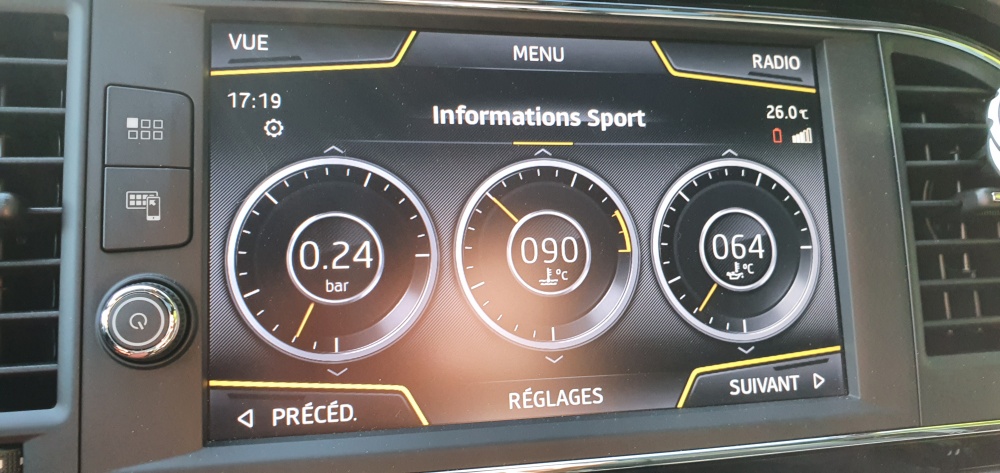 VUE
MENU
RADIO
17:19
Informations Sport
26.0℃
0.24
bar
090
°C
064
°C
PRÉCÉD.
RÉGLAGES
SUIVANT